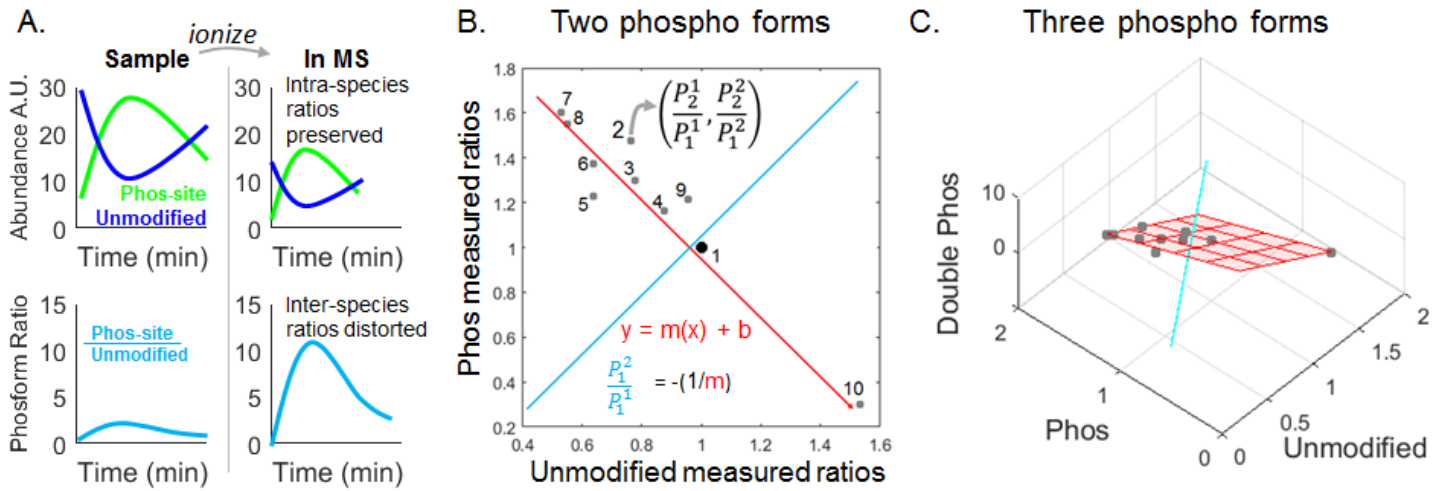 A.
ionize
Sample
In MS
Abundance A.U.
30
20
10
0
Phos-site
Unmodified
Time (min)
30
20
10
0
Intra-species
ratios
preserved
Time (min)
Phosform Ratio
15
10
5
0
Phos-site
Unmodified
Time (min)
15
10
5
0
Inter-species
ratios distorted
Time (min)
B.
Two phospho forms
Phos measured ratios
1.8
1.6
1.4
1.2
1
0.8
0.6
0.4
0.2
0.4
0.6
0.8
1
1.2
1.4
1.6
Unmodified measured ratios
7
8
2
6
3
5
4
9
1
10
(P₂¹/P₁¹, P₂²/P₁²)
y = m(x) + b
P₁²/P₁¹ = -(1/m)
C.
Three phospho forms
Double Phos
10
0
2
1
0
Phos
0
0.5
1
1.5
2
Unmodified